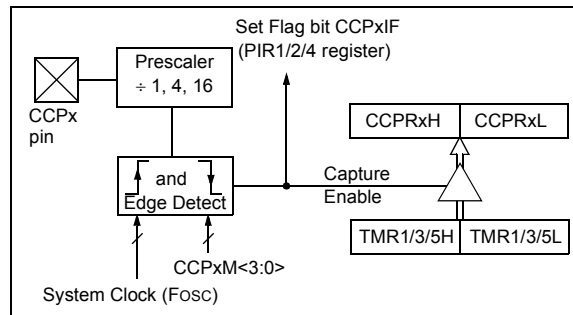 Set Flag bit CCPxIF
(PIR1/2/4 register)
Prescaler
÷ 1, 4, 16
CCPx
pin
CCPRxH CCPRxL
and
Edge Detect
Capture
Enable
TMR1/3/5H TMR1/3/5L
CCPxM<3:0>
System Clock (FOSC)